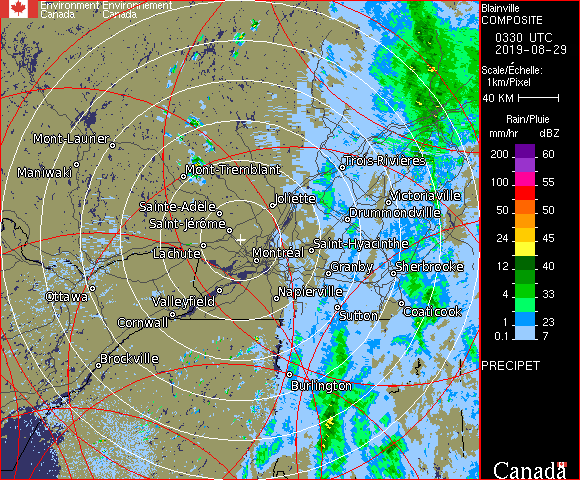 Environment Environnement
Canada Canada
Blainville
COMPOSITE
0330 UTC
2019-08-29
Scale/Échelle:
1km/Pixel
40 KM
Rain/Pluie
mm/hr dBZ
200 60
100 55
50 50
24 45
12 40
4 33
1 23
0.1 7
PRECIPET
Mont-Laurier
Maniwaki
Mont-Tremblant
Trois-Rivières
Sainte-Adèle
Joliette
Victoriaville
Drummondville
Saint-Jérôme
Lachute
Montréal
Saint-Hyacinthe
Granby
Sherbrooke
Ottawa
Valleyfield
Napierville
Cornwall
Sutton
Coaticook
Brockville
Burlington
Canada